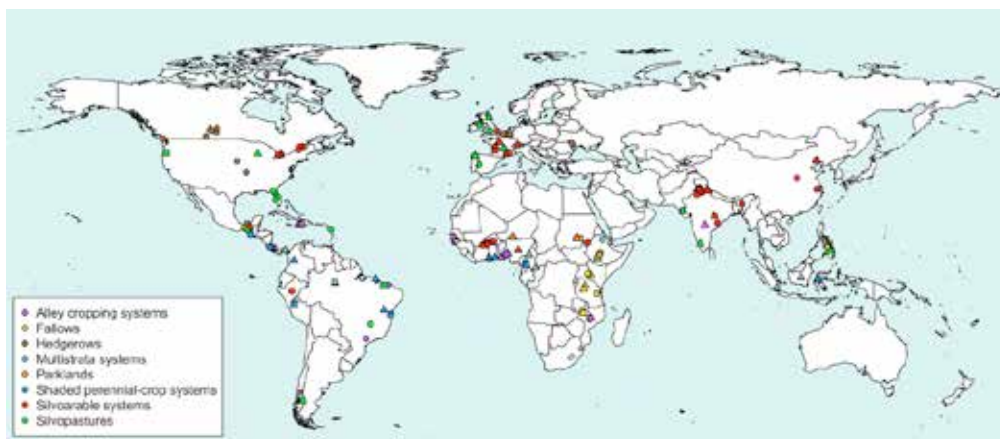 Alley cropping systems
Fallows
Hedgerows
Multistrata systems
Parklands
Shaded perennial-crop systems
Silvoarable systems
Silvopastures